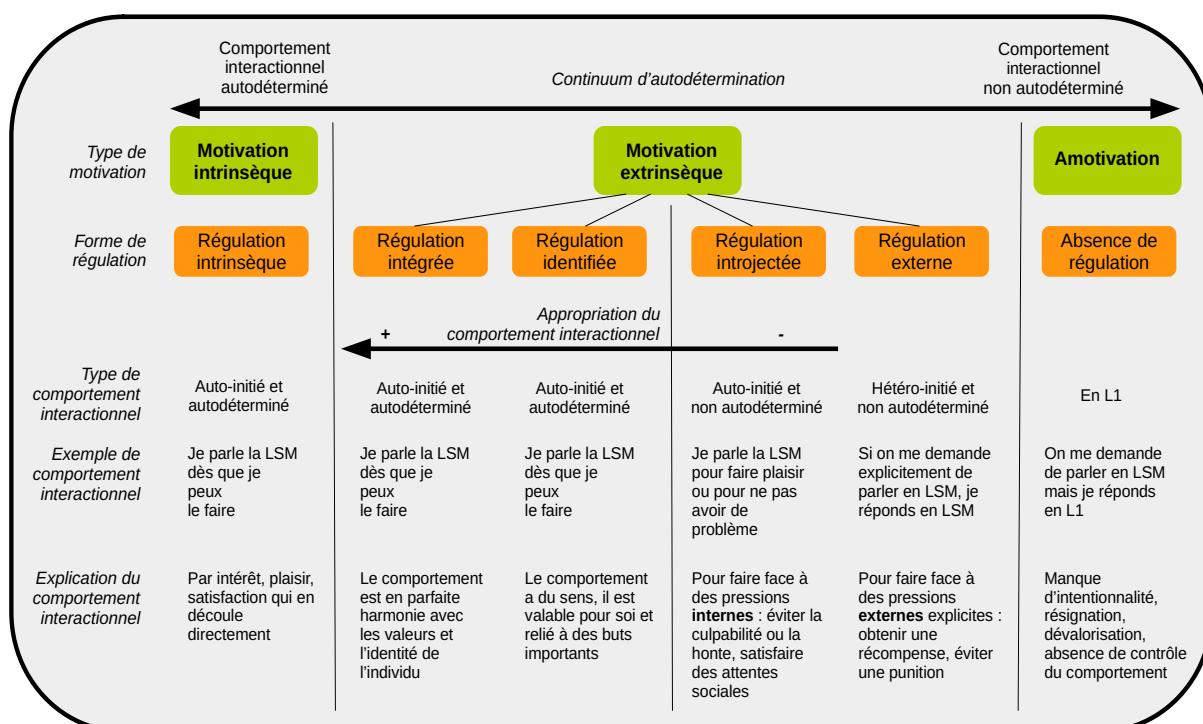 Comportement
interactionnel
autodéterminé
Continuum d'autodétermination
Comportement
interactionnel
non autodéterminé
Type de
motivation
Motivation
intrinsèque
Motivation
extrinsèque
Amotivation
Forme de
régulation
Régulation
intrinsèque
Régulation
intégrée
Régulation
identifiée
Régulation
introjectée
Régulation
externe
Absence de
régulation
Appropriation du
comportement interactionnel
+
-
Type de
comportement
interactionnel
Auto-initié et
autodéterminé
Auto-initié et
autodéterminé
Auto-initié et
autodéterminé
Auto-initié et
non autodéterminé
Hétéro-initié et
non autodéterminé
En L1
Exemple de
comportement
interactionnel
Je parle la LSM
dès que je
peux
le faire
Je parle la LSM
dès que je
peux
le faire
Je parle la LSM
dès que je
peux
le faire
Je parle la LSM
pour faire plaisir
ou pour ne pas
avoir de
problème
Si on me demande
explicitement de
parler en LSM, je
réponds en LSM
On me demande
de parler en LSM
mais je réponds
en L1
Explication du
comportement
interactionnel
Par intérêt, plaisir,
satisfaction qui en
découle
directement
Le comportement
est en parfaite
harmonie avec
les valeurs et
l'identité de
l'individu
Le comportement
a du sens, il est
valable pour soi et
relié à des buts
importants
Pour faire face à
des pressions
internes : éviter la
culpabilité ou la
honte, satisfaire
des attentes
sociales
Pour faire face à
des pressions
externes explicites :
obtenir une
récompense, éviter
une punition
Manque
d'intentionnalité,
résignation,
dévalorisation,
absence de contrôle
du comportement